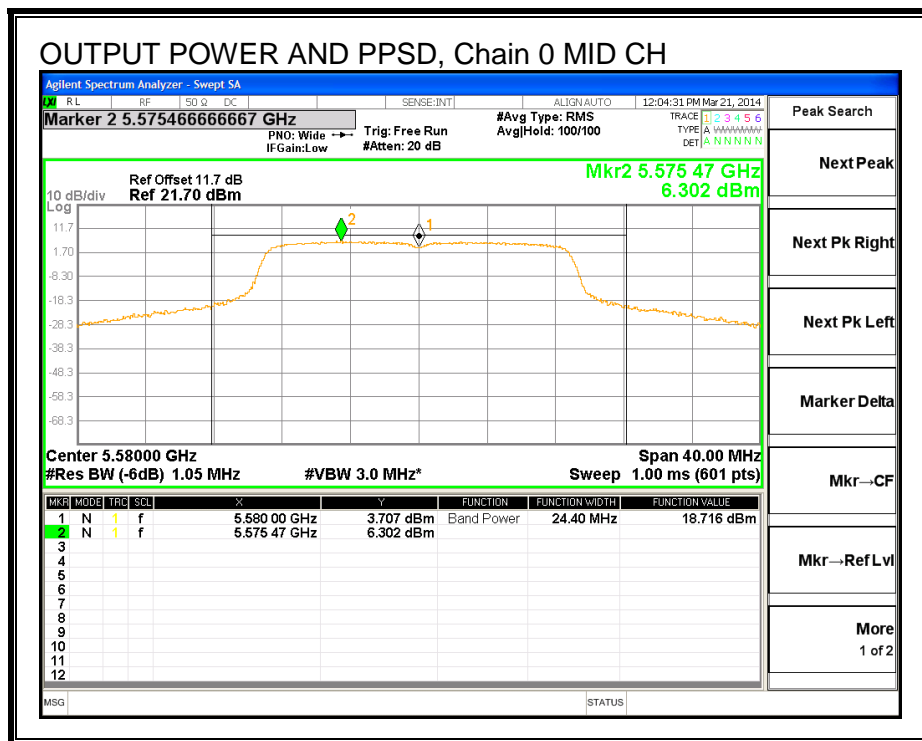 OUTPUT POWER AND PPSD, Chain 0 MID CH
Agilent Spectrum Analyzer - Swept SA
LXI RL RF 50 Ω DC SENSE:INT ALIGN AUTO 12:04:31 PM Mar 21, 2014
Marker 2 5.575466666667 GHz
PNO: Wide
IFGain:Low
Trig: Free Run
#Atten: 20 dB
#Avg Type: RMS
Avg|Hold: 100/100
TRACE 1 2 3 4 5 6
TYPE A WWWWW
DET A N N N N N
Peak Search
Next Peak
Next Pk Right
Next Pk Left
Marker Delta
Mkr→CF
Mkr→Ref Lvl
More
1 of 2
Mkr2 5.575 47 GHz
6.302 dBm
Ref Offset 11.7 dB
10 dB/div Ref 21.70 dBm
Log
11.7
1.70
-8.30
-18.3
-28.3
-38.3
-48.3
-58.3
-68.3
2
1
Center 5.58000 GHz Span 40.00 MHz
#Res BW (-6dB) 1.05 MHz #VBW 3.0 MHz* Sweep 1.00 ms (601 pts)
MKR MODE TRC SCL X Y FUNCTION FUNCTION WIDTH FUNCTION VALUE
1 N 1 f 5.580 00 GHz 3.707 dBm Band Power 24.40 MHz 18.716 dBm
2 N 1 f 5.575 47 GHz 6.302 dBm
3
4
5
6
7
8
9
10
11
12
MSG STATUS